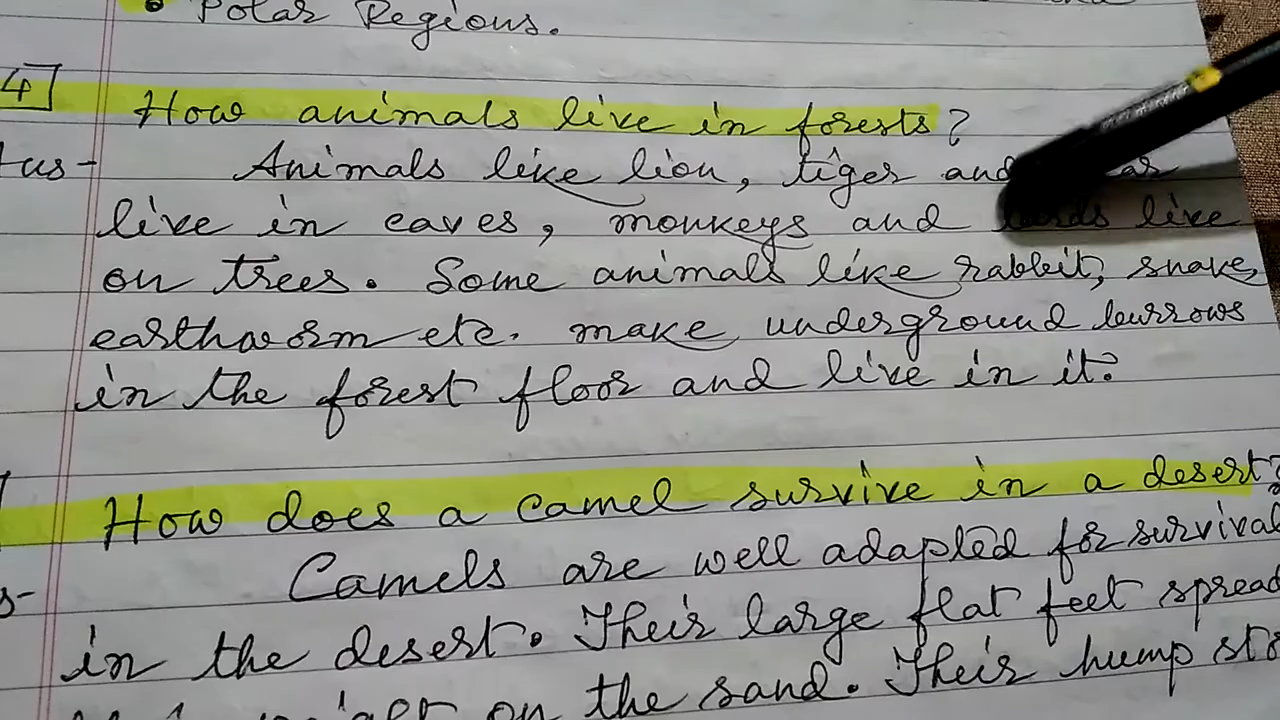 Polar Regions.
4
How animals live in forests?
Ans- Animals like lion, tiger and
live in caves, monkeys and birds live
on trees. Some animals like rabbit, snake,
earthworm etc. make underground burrows
in the forest floor and live in it.
How does a camel survive in a desert?
Camels are well adapted for survival
in the desert. Their large flat feet spread
on the sand. Their hump